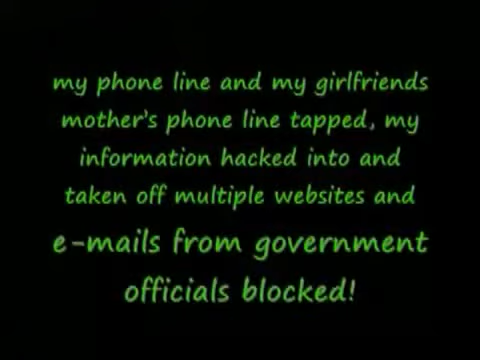 my phone line and my girlfriends
mother's phone line tapped, my
information hacked into and
taken off multiple websites and
e-mails from government
officials blocked!